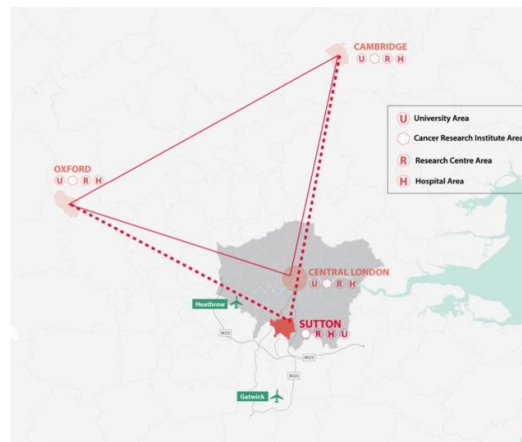 CAMBRIDGE
U R H
U University Area
Cancer Research Institute Area
R Research Centre Area
H Hospital Area
OXFORD
U R H
CENTRAL LONDON
U R H
Heathrow
SUTTON
R H U
M25
M25
M23
Gatwick